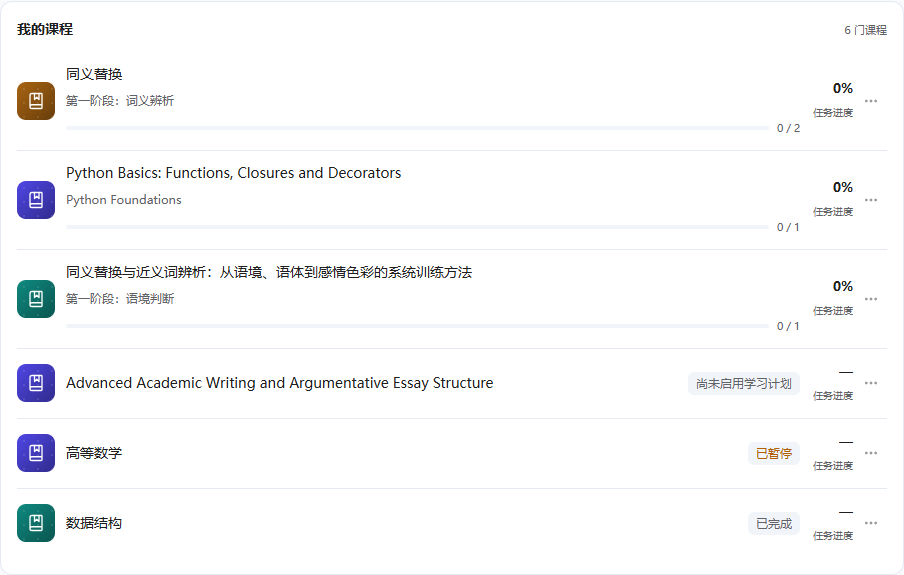 我的课程
6 门课程
同义替换
第一阶段：词义辨析
0 / 2
0%
任务进度
Python Basics: Functions, Closures and Decorators
Python Foundations
0 / 1
0%
任务进度
同义替换与近义词辨析：从语境、语体到感情色彩的系统训练方法
第一阶段：语境判断
0 / 1
0%
任务进度
Advanced Academic Writing and Argumentative Essay Structure
尚未启用学习计划
—
任务进度
高等数学
已暂停
—
任务进度
数据结构
已完成
—
任务进度